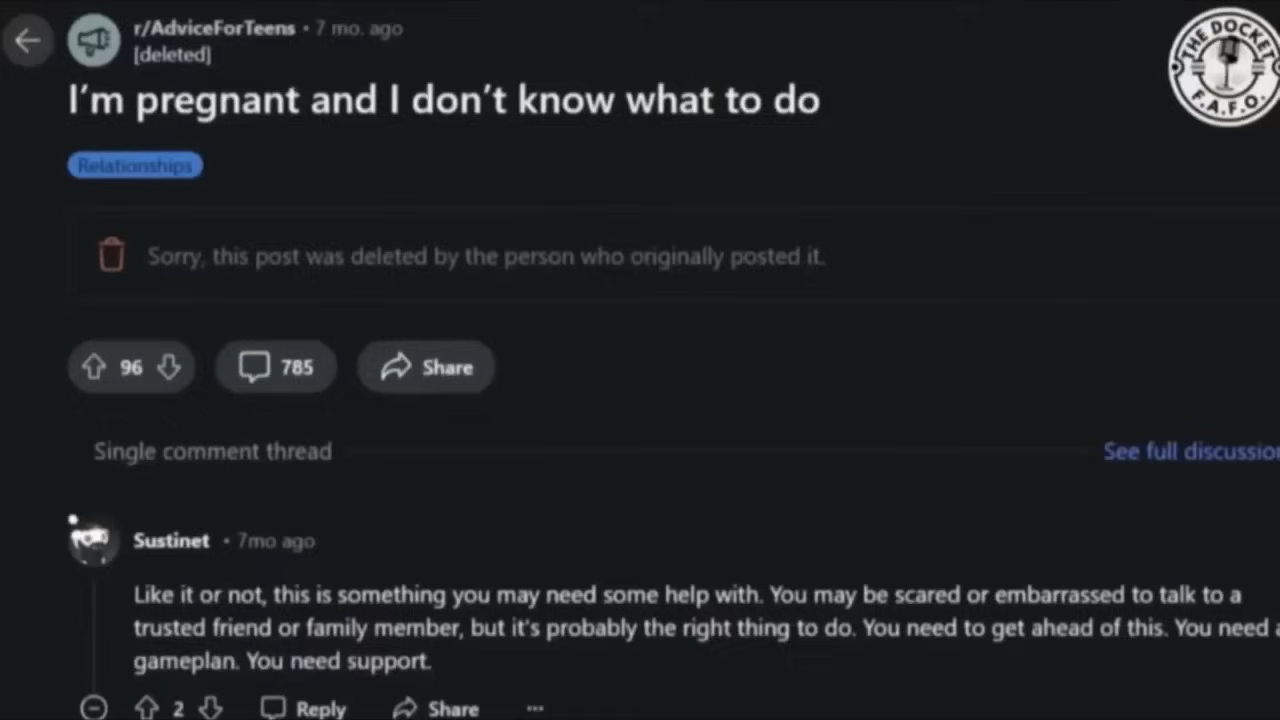 r/AdviceForTeens • 7 mo. ago
[deleted]
THE DOCKET
F.A.F.O.
I'm pregnant and I don't know what to do
Relationships
Sorry, this post was deleted by the person who originally posted it.
96
785
Share
Single comment thread
See full discussion
Sustinet • 7mo ago
Like it or not, this is something you may need some help with. You may be scared or embarrassed to talk to a
trusted friend or family member, but it's probably the right thing to do. You need to get ahead of this. You need a
gameplan. You need support.
2 Reply Share ...